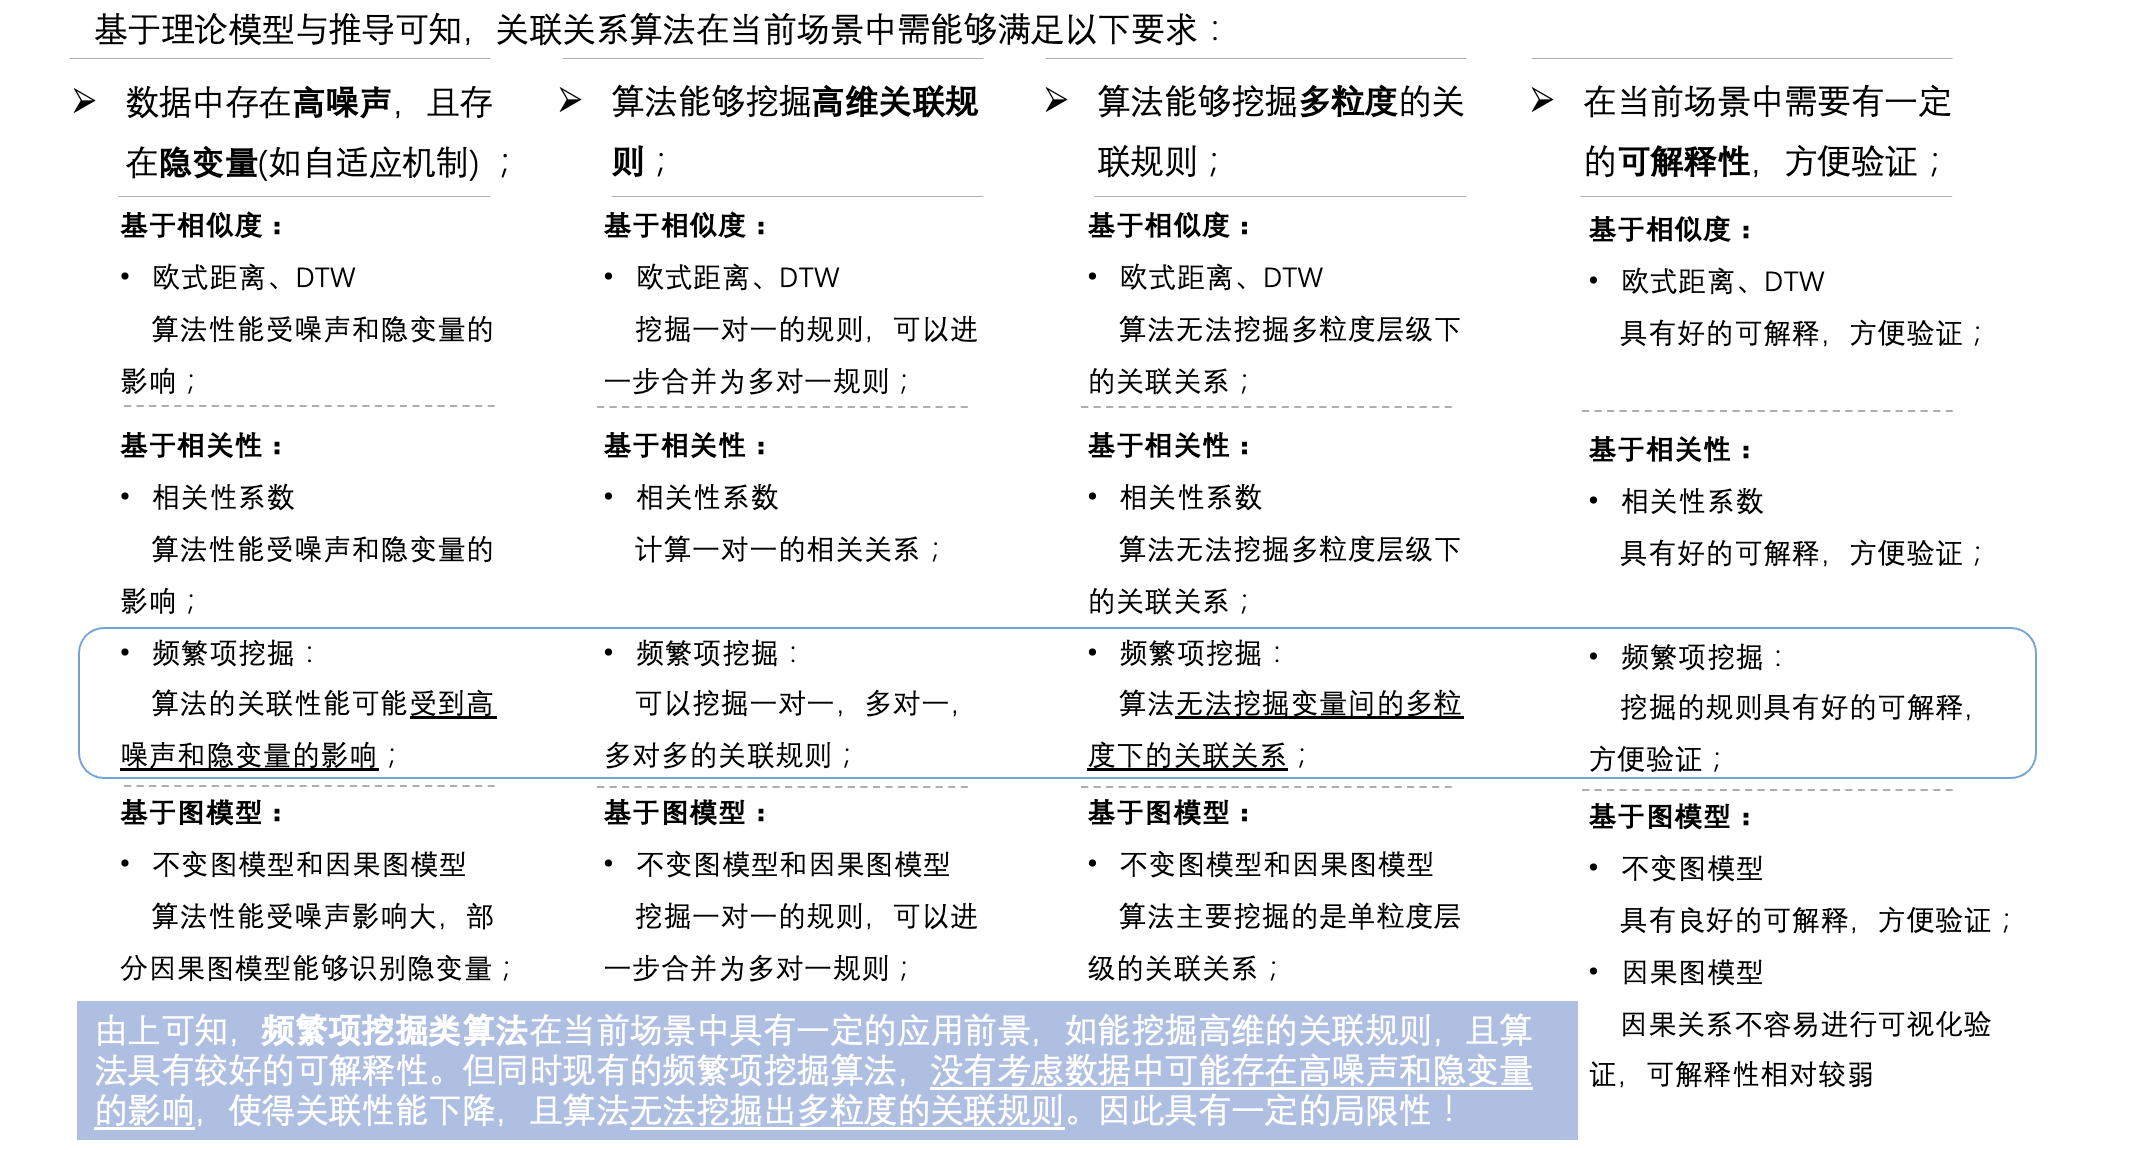 基于理论模型与推导可知，关联关系算法在当前场景中需能够满足以下要求：
➢ 数据中存在高噪声，且存
在隐变量(如自适应机制)；
基于相似度：
• 欧式距离、DTW
算法性能受噪声和隐变量的
影响；
基于相关性：
• 相关性系数
算法性能受噪声和隐变量的
影响；
• 频繁项挖掘：
算法的关联性能可能受到高
噪声和隐变量的影响；
基于图模型：
• 不变图模型和因果图模型
算法性能受噪声影响大，部
分因果图模型能够识别隐变量；
➢ 算法能够挖掘高维关联规
则；
基于相似度：
• 欧式距离、DTW
挖掘一对一的规则，可以进
一步合并为多对一规则；
基于相关性：
• 相关性系数
计算一对一的相关关系；
• 频繁项挖掘：
可以挖掘一对一，多对一，
多对多的关联规则；
基于图模型：
• 不变图模型和因果图模型
挖掘一对一的规则，可以进
一步合并为多对一规则；
➢ 算法能够挖掘多粒度的关
联规则；
基于相似度：
• 欧式距离、DTW
算法无法挖掘多粒度层级下
的关联关系；
基于相关性：
• 相关性系数
算法无法挖掘多粒度层级下
的关联关系；
• 频繁项挖掘：
算法无法挖掘变量间的多粒
度下的关联关系；
基于图模型：
• 不变图模型和因果图模型
算法主要挖掘的是单粒度层
级的关联关系；
➢ 在当前场景中需要有一定
的可解释性，方便验证；
基于相似度：
• 欧式距离、DTW
具有好的可解释，方便验证；
基于相关性：
• 相关性系数
具有好的可解释，方便验证；
• 频繁项挖掘：
挖掘的规则具有好的可解释，
方便验证；
基于图模型：
• 不变图模型
具有良好的可解释，方便验证；
• 因果图模型
因果关系不容易进行可视化验
证，可解释性相对较弱
由上可知，频繁项挖掘类算法在当前场景中具有一定的应用前景，如能挖掘高维的关联规则，且算
法具有较好的可解释性。但同时现有的频繁项挖掘算法，没有考虑数据中可能存在高噪声和隐变量
的影响，使得关联性能下降，且算法无法挖掘出多粒度的关联规则。因此具有一定的局限性！